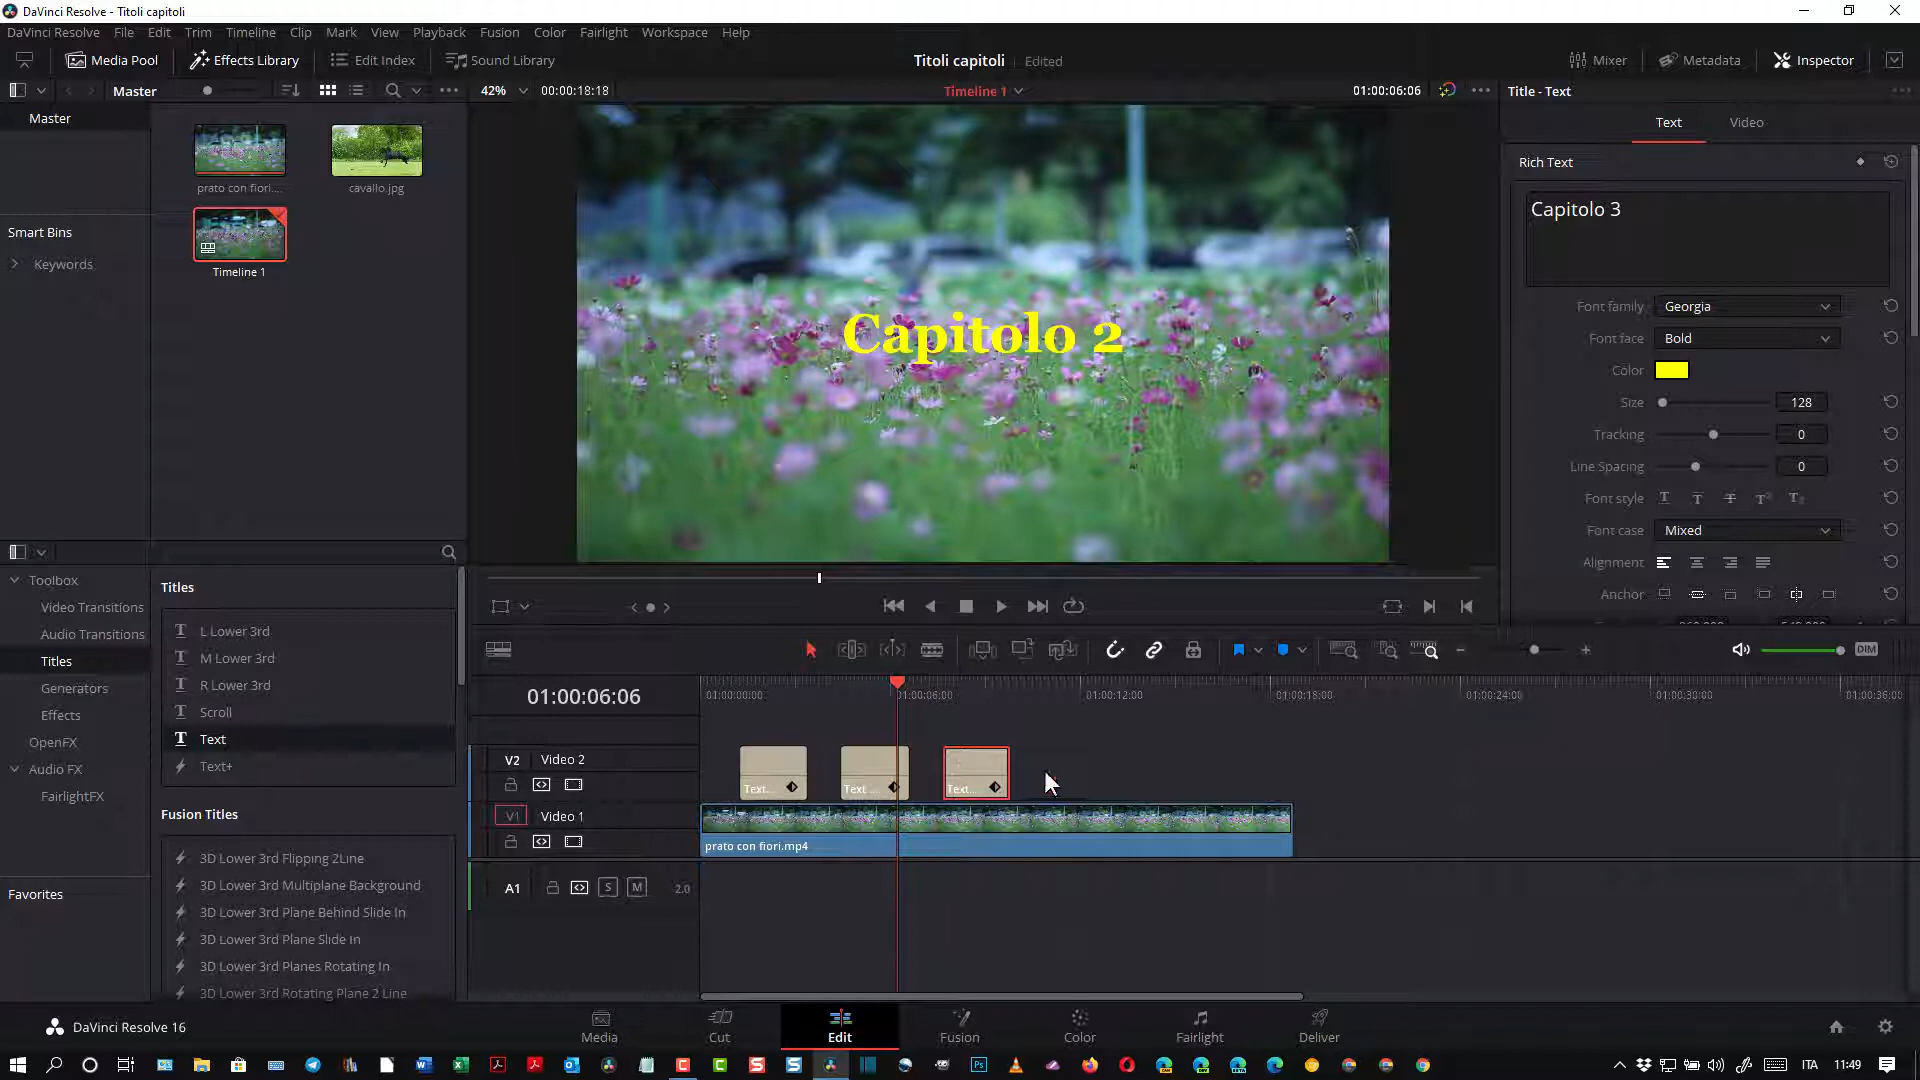 DaVinci Resolve - Titoli capitoli
DaVinci Resolve File Edit Trim Timeline Clip Mark View Playback Fusion Color Fairlight Workspace Help
Media Pool Effects Library Edit Index Sound Library Titoli capitoli Edited Mixer Metadata Inspector
Master 42% 00:00:18:18 Timeline 1 01:00:06:06 Title - Text
Master
Text Video
prato con fiori....
cavallo.jpg
Timeline 1
Smart Bins
Keywords
Rich Text
Capitolo 3
Font family Georgia
Font face Bold
Color
Size 128
Tracking 0
Line Spacing 0
Font style
Font case Mixed
Alignment
Anchor
Capitolo 2
Toolbox
Video Transitions
Audio Transitions
Titles
Generators
Effects
OpenFX
Audio FX
FairlightFX
Favorites
Titles
L Lower 3rd
M Lower 3rd
R Lower 3rd
Scroll
Text
Text+
Fusion Titles
3D Lower 3rd Flipping 2Line
3D Lower 3rd Multiplane Background
3D Lower 3rd Plane Behind Slide In
3D Lower 3rd Plane Slide In
3D Lower 3rd Planes Rotating In
3D Lower 3rd Rotating Plane 2 Line
DIM
01:00:06:06
01:00:00:00 01:00:06:00 01:00:12:00 01:00:18:00 01:00:24:00 01:00:30:00 01:00:36:00
V2 Video 2
Text... Text ... Text...
V1 Video 1
prato con fiori.mp4
A1 S M 2.0
DaVinci Resolve 16
Media Cut Edit Fusion Color Fairlight Deliver
ITA 11:49